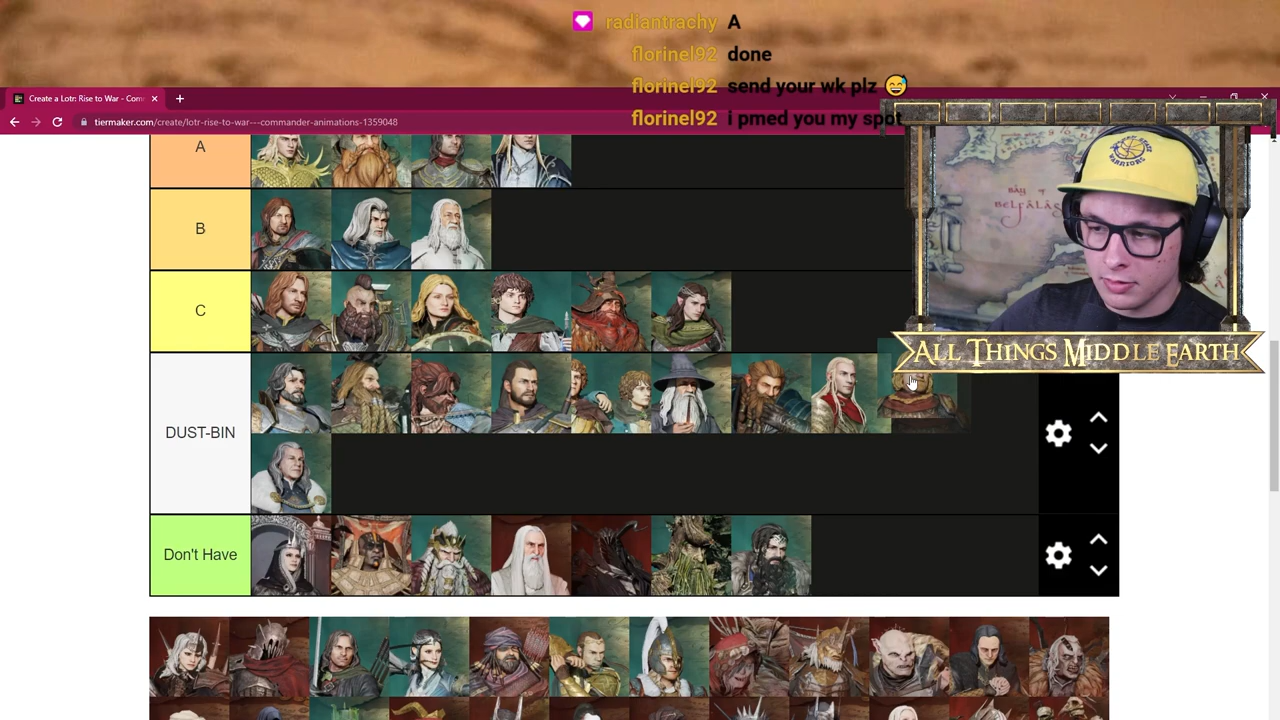 radiantrachy A
florinel92 done
florinel92 send your wk plz
florinel92 i pmed you my spot
Create a Lotr: Rise to War - Com
tiermaker.com/create/lotr-rise-to-war---commander-animations-1359048
A
B
C
DUST-BIN
Don't Have
BELFALAS
ALL THINGS MIDDLE EARTH